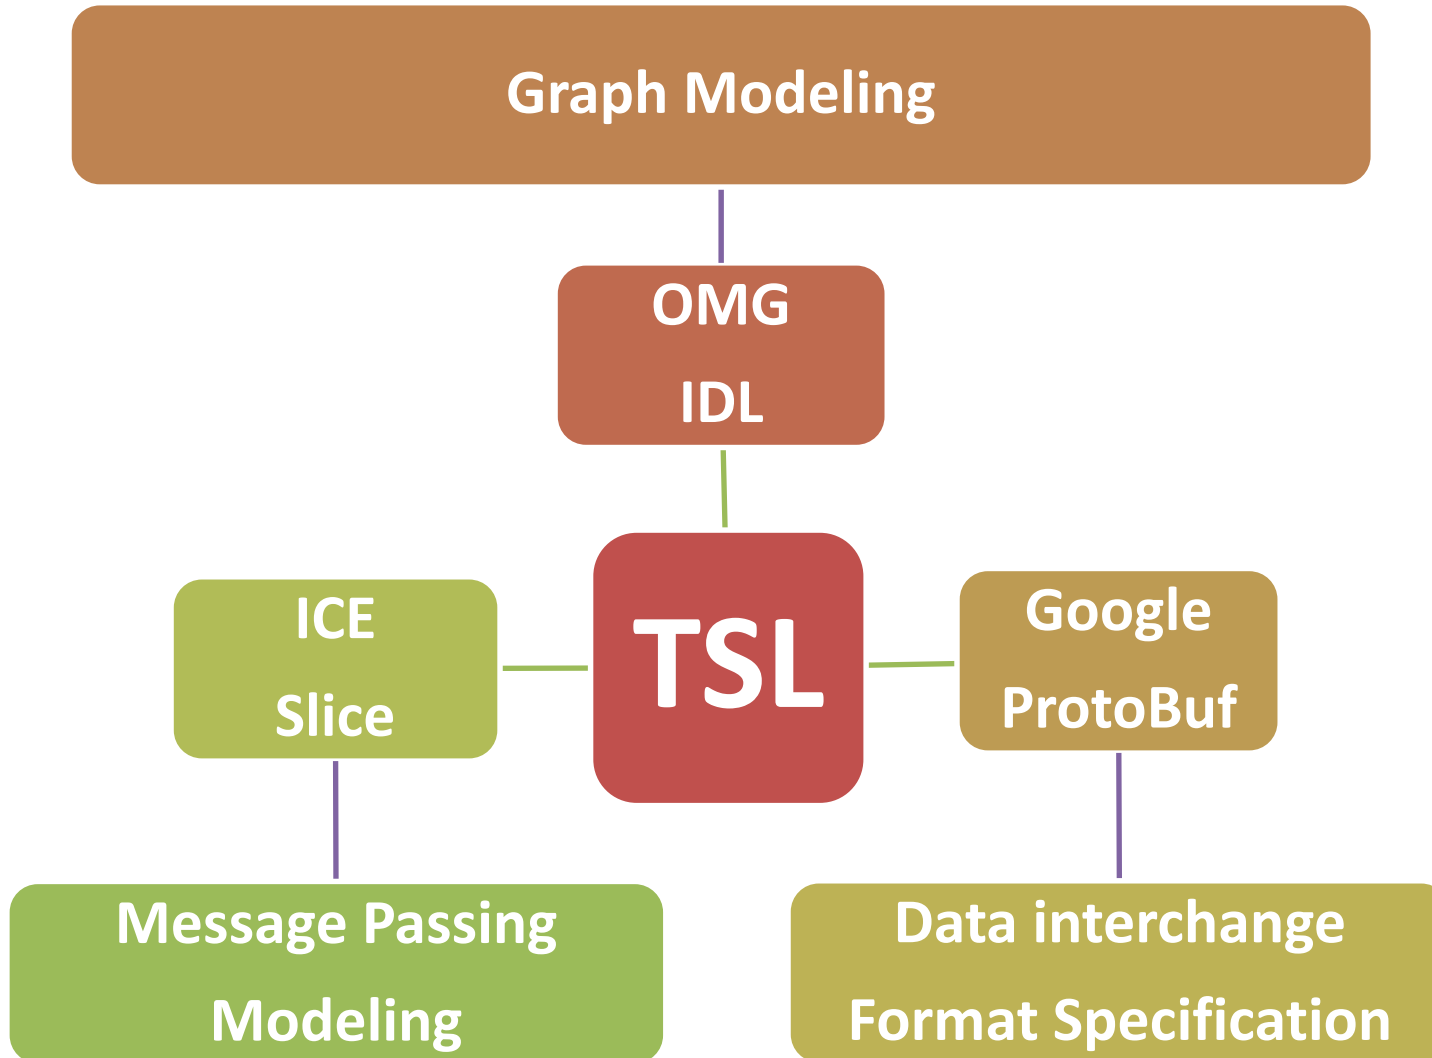 Graph Modeling
OMG
IDL
TSL
ICE
Slice
Google
ProtoBuf
Message Passing
Modeling
Data interchange
Format Specification